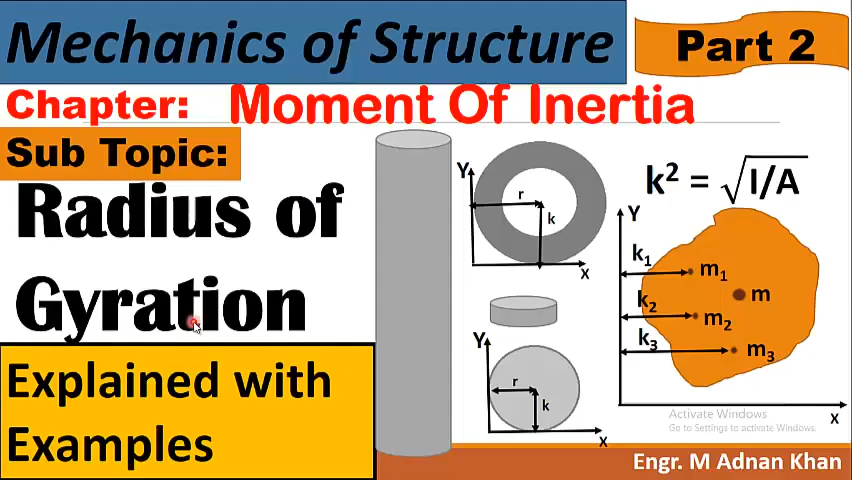 Mechanics of Structure
Part 2
Chapter: Moment Of Inertia
Sub Topic:
Radius of
Gyration
Explained with
Examples
Y
r
k
X
Y
r
k
X
k² = √I/A
Y
k₁
m₁
m
k₂
m₂
k₃
m₃
X
Activate Windows
Go to Settings to activate Windows.
Engr. M Adnan Khan